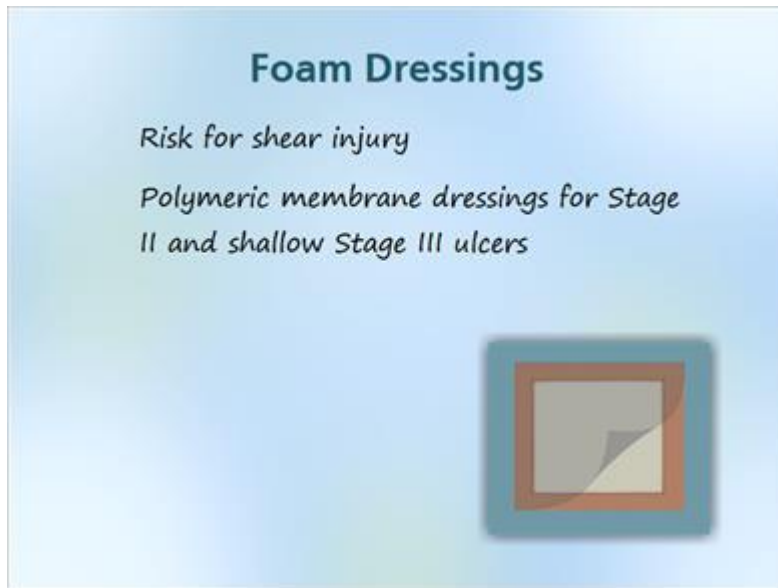 Foam Dressings
Risk for shear injury
Polymeric membrane dressings for Stage
II and shallow Stage III ulcers